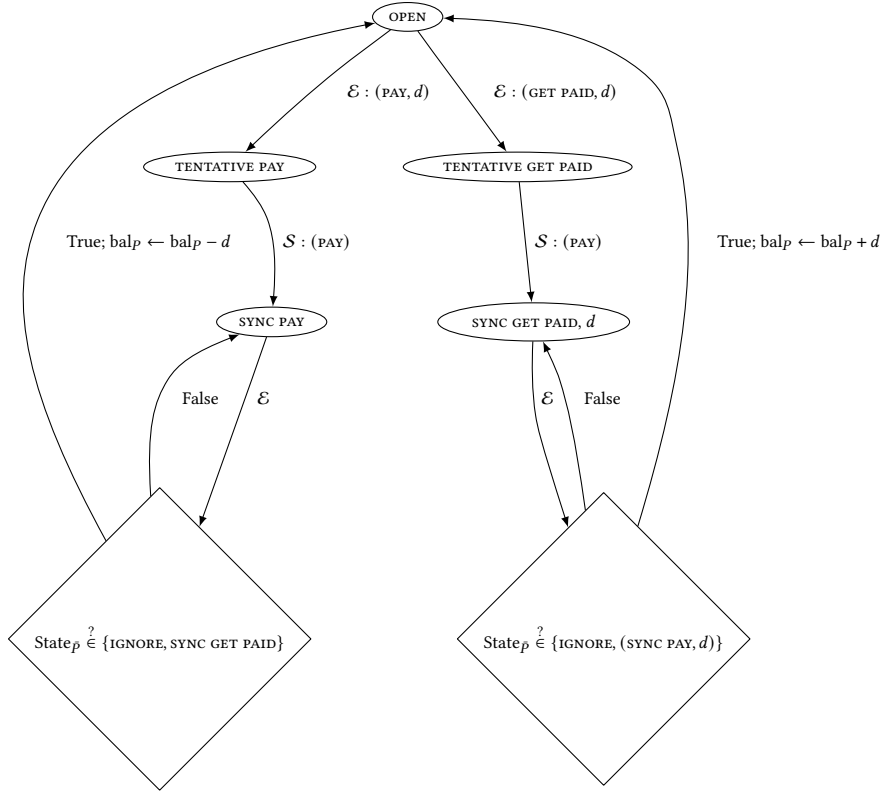 OPEN
ℰ : (PAY, d)
ℰ : (GET PAID, d)
TENTATIVE PAY
TENTATIVE GET PAID
True; bal_P ← bal_P − d
𝒮 : (PAY)
𝒮 : (PAY)
True; bal_P ← bal_P + d
SYNC PAY
SYNC GET PAID, d
False
ℰ
ℰ
False
State_P̄ ∈? {IGNORE, SYNC GET PAID}
State_P̄ ∈? {IGNORE, (SYNC PAY, d)}